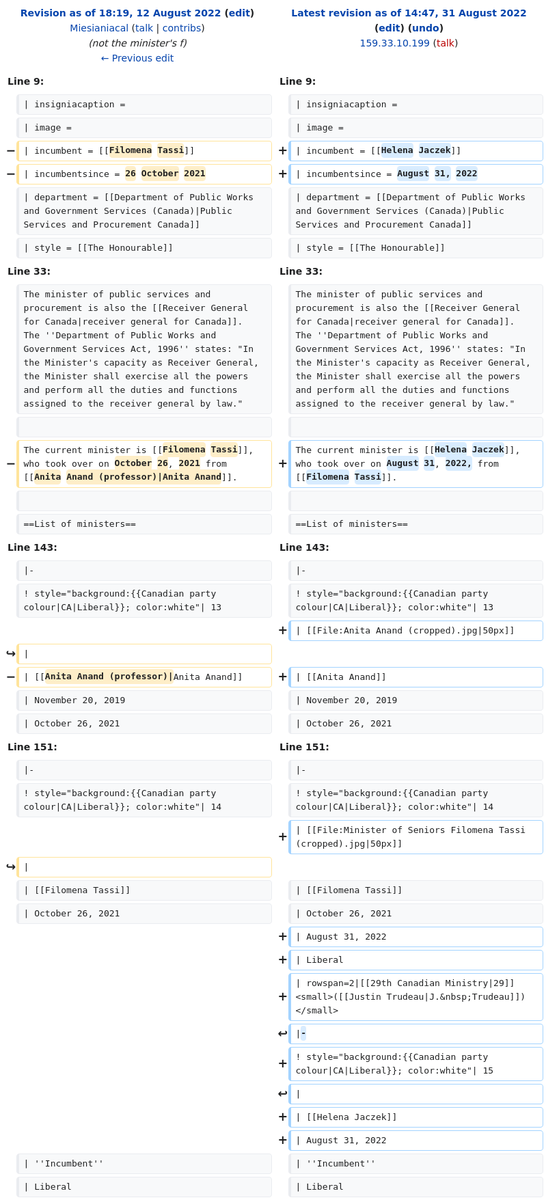 Revision as of 18:19, 12 August 2022 (edit)
Miesianiacal (talk | contribs)
(not the minister's f)
← Previous edit
Latest revision as of 14:47, 31 August 2022
(edit) (undo)
159.33.10.199 (talk)
Line 9:
Line 9:
| insigniacaption =
| insigniacaption =
| image =
| image =
− | incumbent = [[Filomena Tassi]]
+ | incumbent = [[Helena Jaczek]]
− | incumbentsince = 26 October 2021
+ | incumbentsince = August 31, 2022
| department = [[Department of Public Works
and Government Services (Canada)|Public
Services and Procurement Canada]]
| department = [[Department of Public Works
and Government Services (Canada)|Public
Services and Procurement Canada]]
| style = [[The Honourable]]
| style = [[The Honourable]]
Line 33:
Line 33:
The minister of public services and
procurement is also the [[Receiver General
for Canada|receiver general for Canada]].
The ''Department of Public Works and
Government Services Act, 1996'' states: "In
the Minister's capacity as Receiver General,
the Minister shall exercise all the powers
and perform all the duties and functions
assigned to the receiver general by law."
The minister of public services and
procurement is also the [[Receiver General
for Canada|receiver general for Canada]].
The ''Department of Public Works and
Government Services Act, 1996'' states: "In
the Minister's capacity as Receiver General,
the Minister shall exercise all the powers
and perform all the duties and functions
assigned to the receiver general by law."
− The current minister is [[Filomena Tassi]],
who took over on October 26, 2021 from
[[Anita Anand (professor)|Anita Anand]].
+ The current minister is [[Helena Jaczek]],
who took over on August 31, 2022, from
[[Filomena Tassi]].
==List of ministers==
==List of ministers==
Line 143:
Line 143:
|-
|-
! style="background:{{Canadian party
colour|CA|Liberal}}; color:white"| 13
! style="background:{{Canadian party
colour|CA|Liberal}}; color:white"| 13
+ | [[File:Anita Anand (cropped).jpg|50px]]
↪ |
− | [[Anita Anand (professor)|Anita Anand]]
+ | [[Anita Anand]]
| November 20, 2019
| November 20, 2019
| October 26, 2021
| October 26, 2021
Line 151:
Line 151:
|-
|-
! style="background:{{Canadian party
colour|CA|Liberal}}; color:white"| 14
! style="background:{{Canadian party
colour|CA|Liberal}}; color:white"| 14
+ | [[File:Minister of Seniors Filomena Tassi
(cropped).jpg|50px]]
↪ |
| [[Filomena Tassi]]
| [[Filomena Tassi]]
| October 26, 2021
| October 26, 2021
+ | August 31, 2022
+ | Liberal
+ | rowspan=2|[[29th Canadian Ministry|29]]
<small>([[Justin Trudeau|J.&nbsp;Trudeau]])
</small>
↩ |-
+ ! style="background:{{Canadian party
colour|CA|Liberal}}; color:white"| 15
↩ |
+ | [[Helena Jaczek]]
+ | August 31, 2022
| ''Incumbent''
| ''Incumbent''
| Liberal
| Liberal